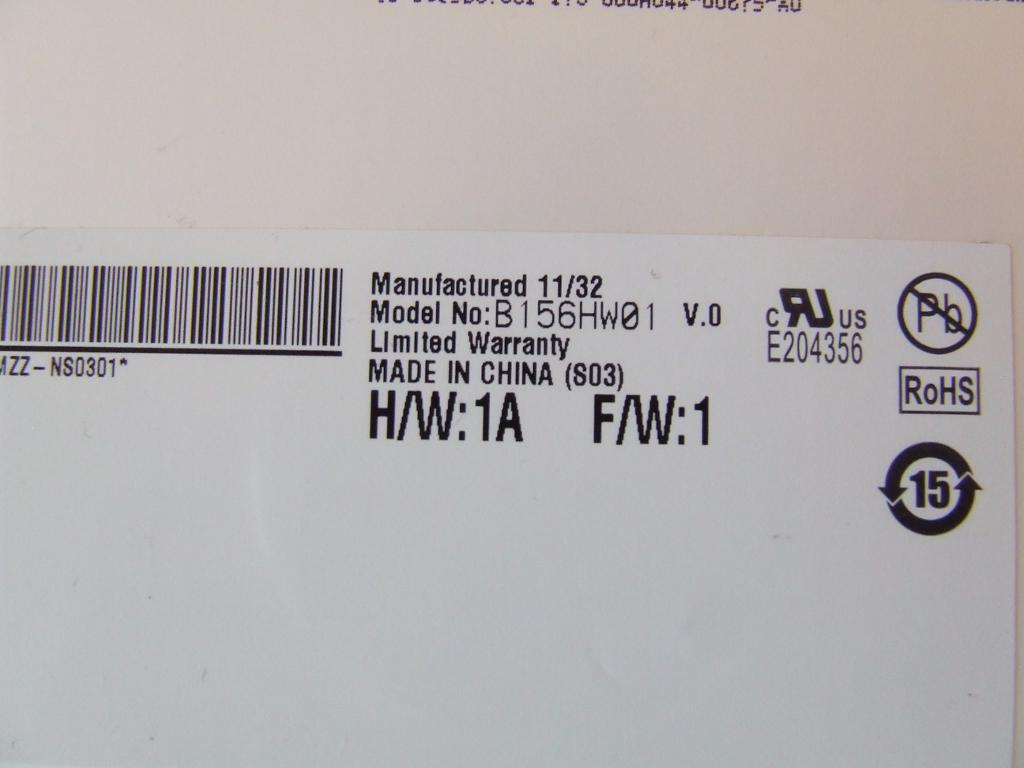 Manufactured 11/32
Model No:B156HW01 V.0
Limited Warranty
MADE IN CHINA (S03)
H/W:1A F/W:1
MZZ-NS0301*
c RU US
E204356
Pb
RoHS
15